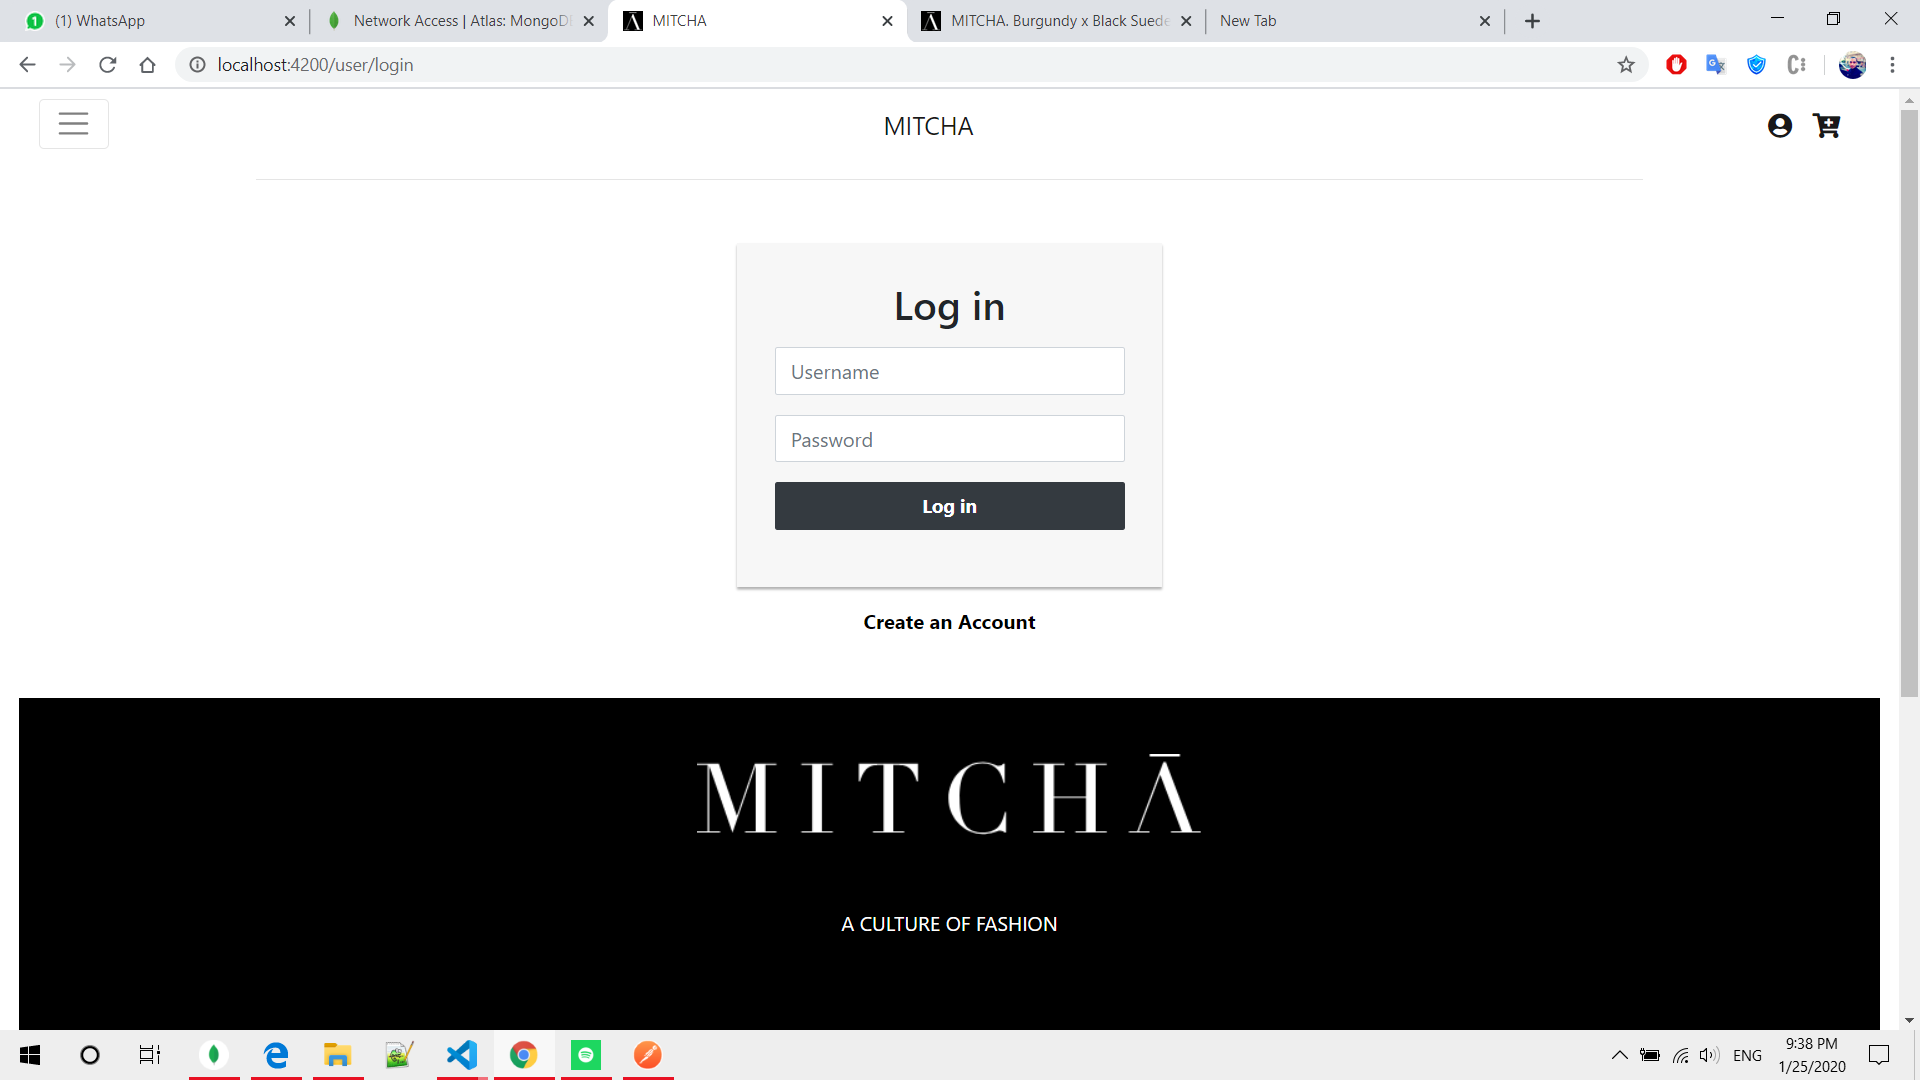 (1) WhatsApp
Network Access | Atlas: MongoD
MITCHA
MITCHA. Burgundy x Black Suede
New Tab
localhost:4200/user/login
MITCHA
Log in
Username
Password
Log in
Create an Account
MITCHĀ
A CULTURE OF FASHION
ENG
9:38 PM
1/25/2020